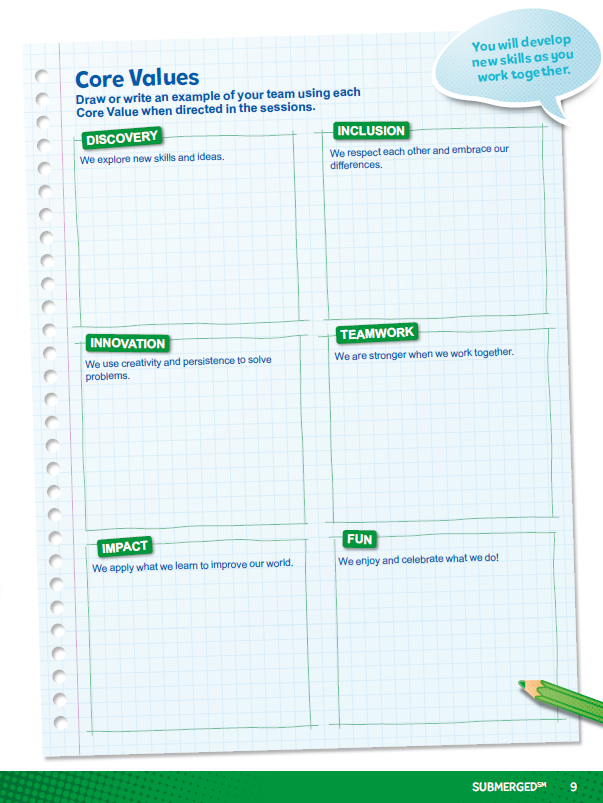 You will develop
new skills as you
work together.
Core Values
Draw or write an example of your team using each
Core Value when directed in the sessions.
DISCOVERY
We explore new skills and ideas.
INCLUSION
We respect each other and embrace our
differences.
INNOVATION
We use creativity and persistence to solve
problems.
TEAMWORK
We are stronger when we work together.
IMPACT
We apply what we learn to improve our world.
FUN
We enjoy and celebrate what we do!
SUBMERGED℠ 9